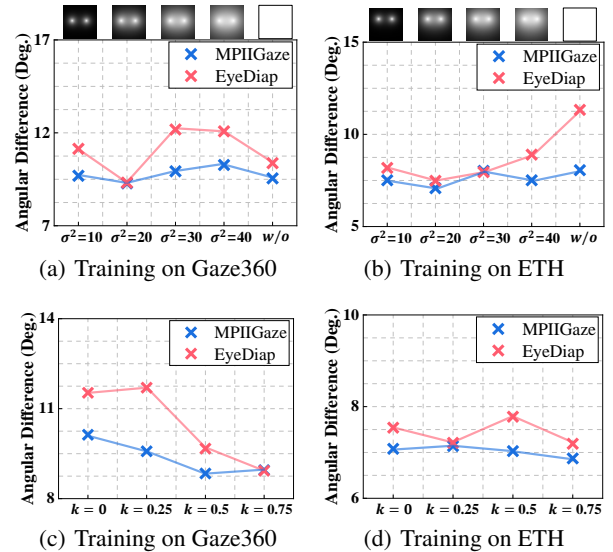 17
12
7
Angular Difference (Deg.)
MPIIGaze
EyeDiap
σ²=10 σ²=20 σ²=30 σ²=40 w/o
(a) Training on Gaze360
15
10
5
Angular Difference (Deg.)
MPIIGaze
EyeDiap
σ²=10 σ²=20 σ²=30 σ²=40 w/o
(b) Training on ETH
14
11
8
Angular Difference (Deg.)
MPIIGaze
EyeDiap
k = 0 k = 0.25 k = 0.5 k = 0.75
(c) Training on Gaze360
10
8
6
Angular Difference (Deg.)
MPIIGaze
EyeDiap
k = 0 k = 0.25 k = 0.5 k = 0.75
(d) Training on ETH